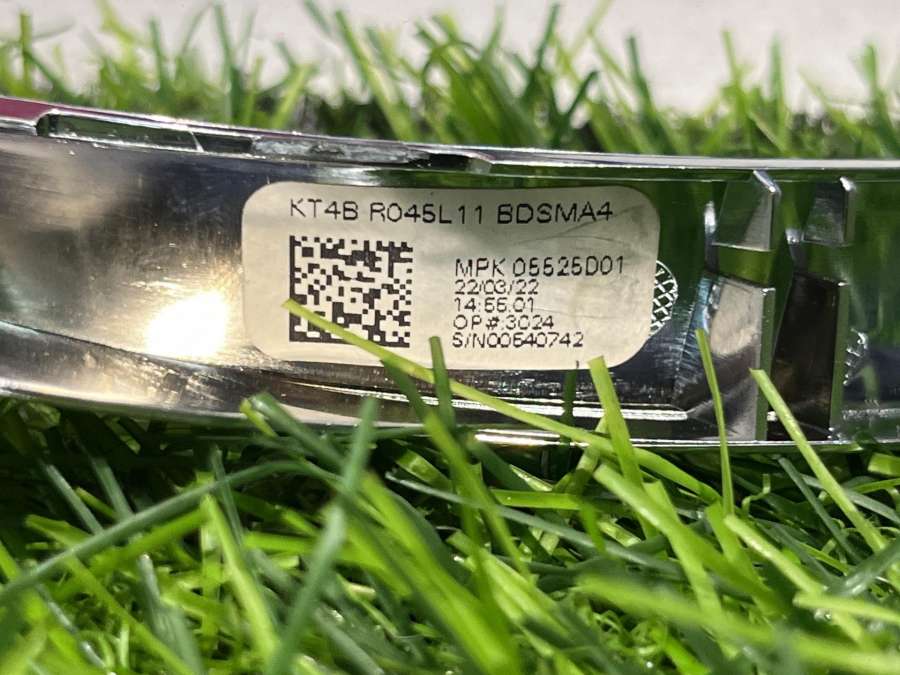 KT4B R045L11 BDSMA4
MPK 05525D01
22/03/22
14:55.01
OP#:3024
S/N00540742